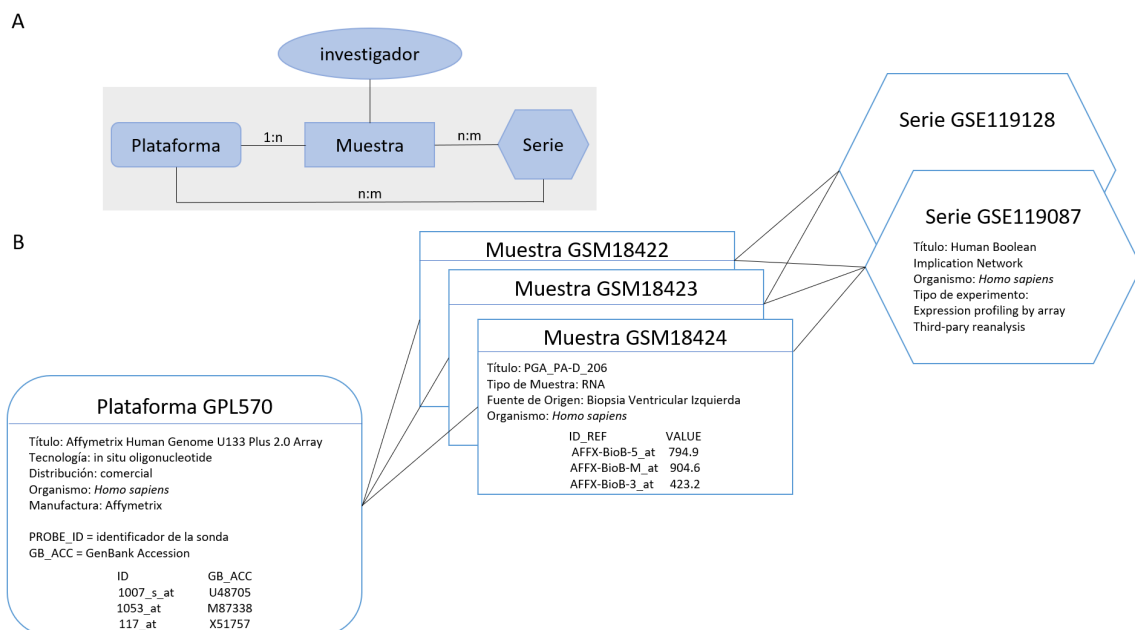 A
investigador
Plataforma
1:n
Muestra
n:m
Serie
n:m
B
Serie GSE119128
Serie GSE119087
Título: Human Boolean
Implication Network
Organismo: Homo sapiens
Tipo de experimento:
Expression profiling by array
Third-pary reanalysis
Muestra GSM18422
Muestra GSM18423
Muestra GSM18424
Título: PGA_PA-D_206
Tipo de Muestra: RNA
Fuente de Origen: Biopsia Ventricular Izquierda
Organismo: Homo sapiens
ID_REF VALUE
AFFX-BioB-5_at 794.9
AFFX-BioB-M_at 904.6
AFFX-BioB-3_at 423.2
Plataforma GPL570
Título: Affymetrix Human Genome U133 Plus 2.0 Array
Tecnología: in situ oligonucleotide
Distribución: comercial
Organismo: Homo sapiens
Manufactura: Affymetrix
PROBE_ID = identificador de la sonda
GB_ACC = GenBank Accession
ID GB_ACC
1007_s_at U48705
1053_at M87338
117_at X51757